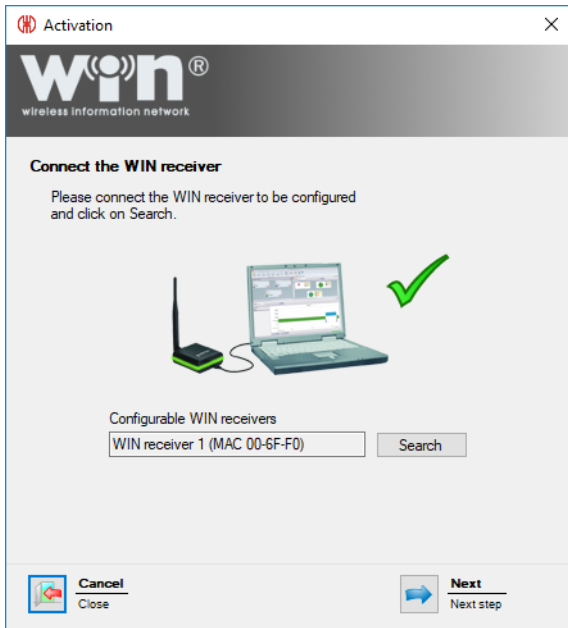 Activation
WIN®
wireless information network
Connect the WIN receiver
Please connect the WIN receiver to be configured
and click on Search.
Configurable WIN receivers
WIN receiver 1 (MAC 00-6F-F0)
Search
Cancel
Close
Next
Next step